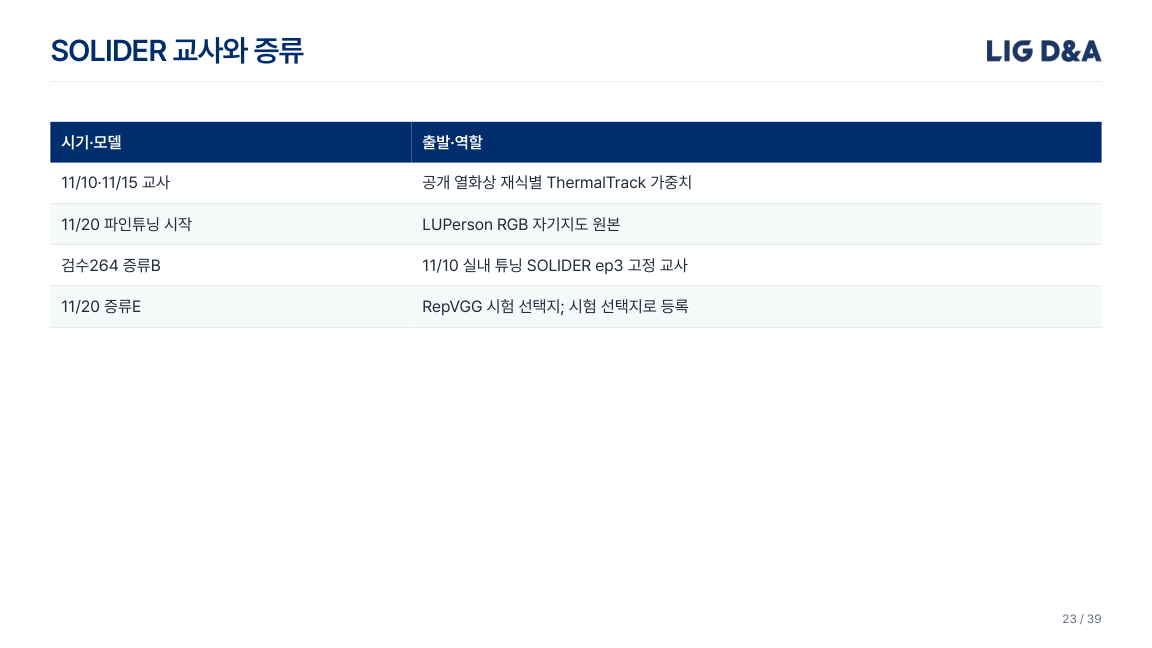 SOLIDER 교사와 증류
LIG D&A
시기·모델 출발·역할
11/10·11/15 교사 공개 열화상 재식별 ThermalTrack 가중치
11/20 파인튜닝 시작 LUPerson RGB 자기지도 원본
검수264 증류B 11/10 실내 튜닝 SOLIDER ep3 고정 교사
11/20 증류E RepVGG 시험 선택지; 시험 선택지로 등록
23 / 39